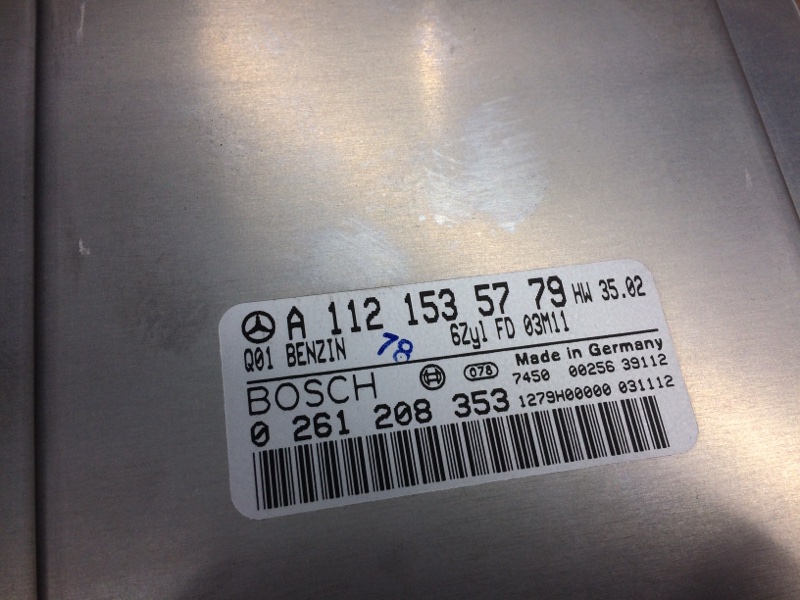 A 112 153 57 79 HW 35.02
Q01 BENZIN 78 6Zyl FD 03M11
BOSCH 078 Made in Germany
7450 00256 39112
0 261 208 353 1279H00000 031112